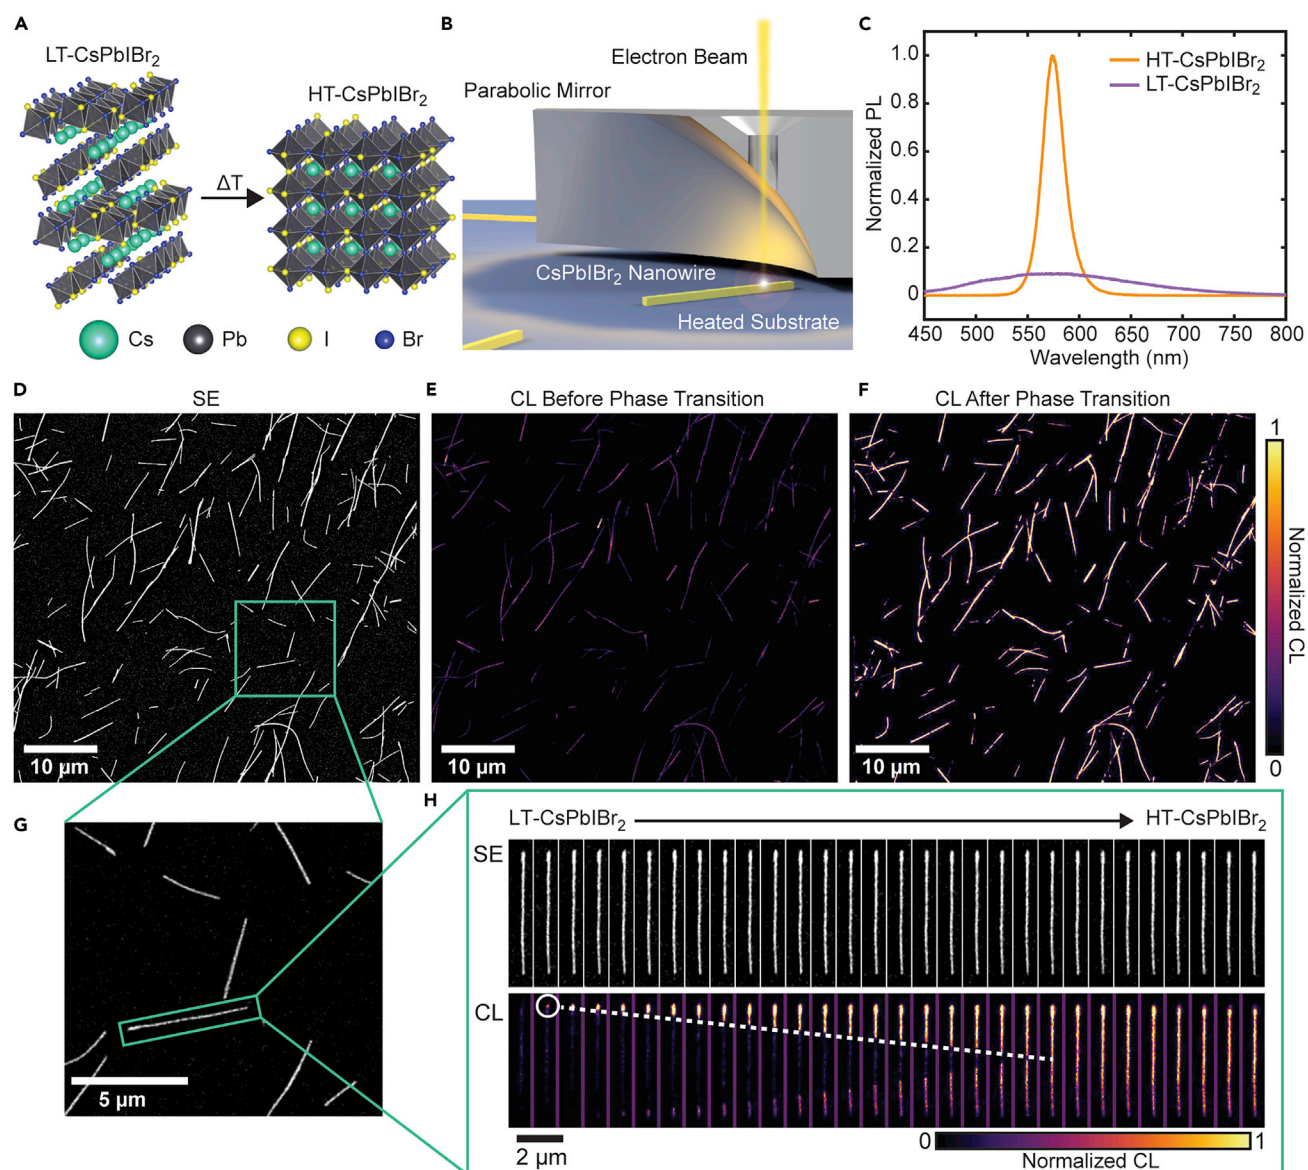 A
LT-CsPbIBr₂
HT-CsPbIBr₂
ΔT
Cs
Pb
I
Br
B
Electron Beam
Parabolic Mirror
CsPbIBr₂ Nanowire
Heated Substrate
C
1.0
0.8
0.6
0.4
0.2
0
Normalized PL
HT-CsPbIBr₂
LT-CsPbIBr₂
450 500 550 600 650 700 750 800
Wavelength (nm)
D
SE
10 µm
E
CL Before Phase Transition
10 µm
F
CL After Phase Transition
10 µm
1
Normalized CL
0
G
5 µm
H
LT-CsPbIBr₂
HT-CsPbIBr₂
SE
CL
2 µm
0
1
Normalized CL